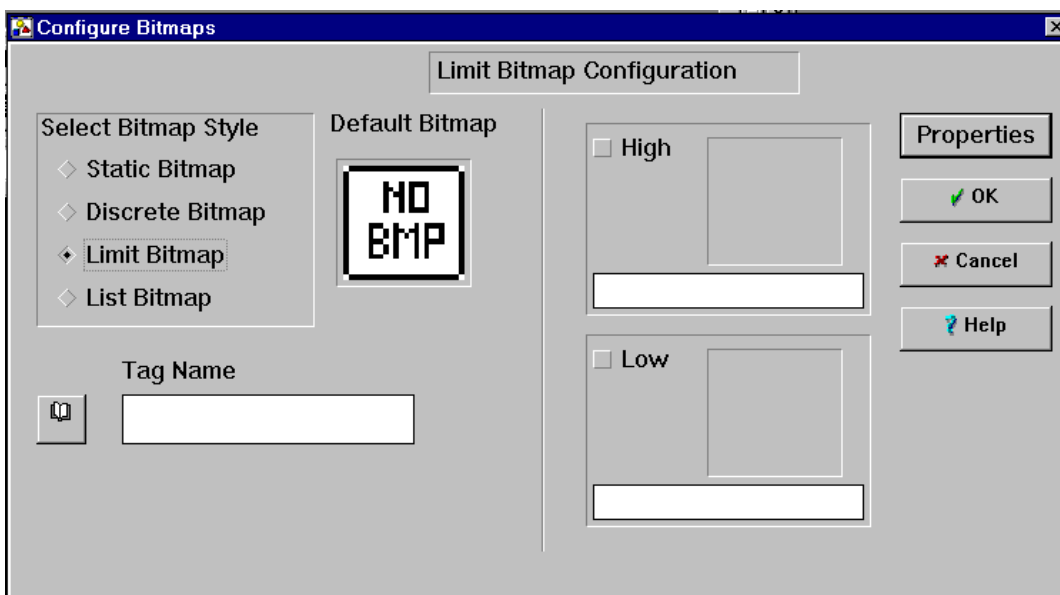 Configure Bitmaps
Limit Bitmap Configuration
Select Bitmap Style
Static Bitmap
Discrete Bitmap
Limit Bitmap
List Bitmap
Default Bitmap
NO
BMP
Tag Name
High
Low
Properties
OK
Cancel
Help